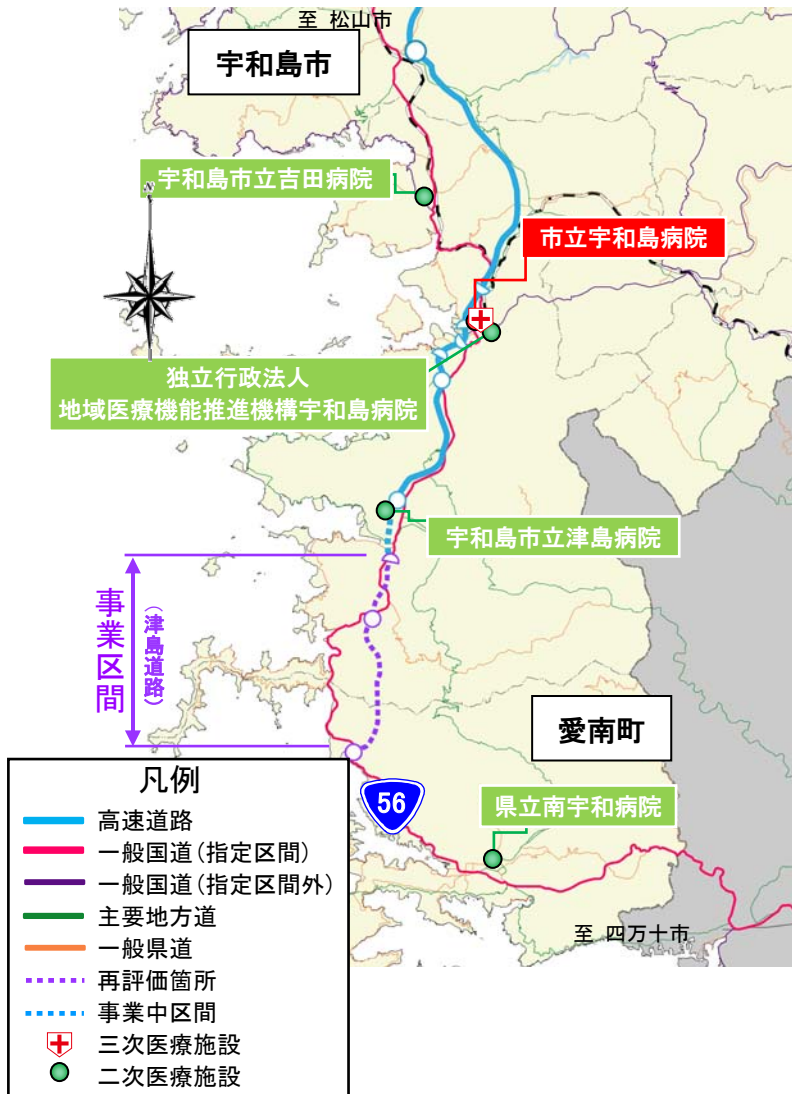 至 松山市
宇和島市
宇和島市立吉田病院
N
市立宇和島病院
独立行政法人
地域医療機能推進機構宇和島病院
宇和島市立津島病院
事業区間
（津島道路）
愛南町
56
県立南宇和病院
至 四万十市
凡例
高速道路
一般国道（指定区間）
一般国道（指定区間外）
主要地方道
一般県道
再評価箇所
事業中区間
三次医療施設
二次医療施設